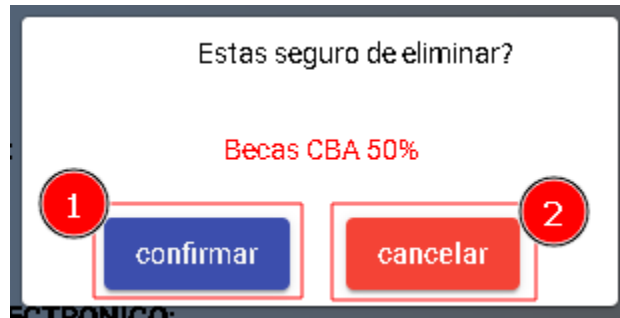 Estas seguro de eliminar?
Becas CBA 50%
1
2
confirmar
cancelar
ECTRONICO: